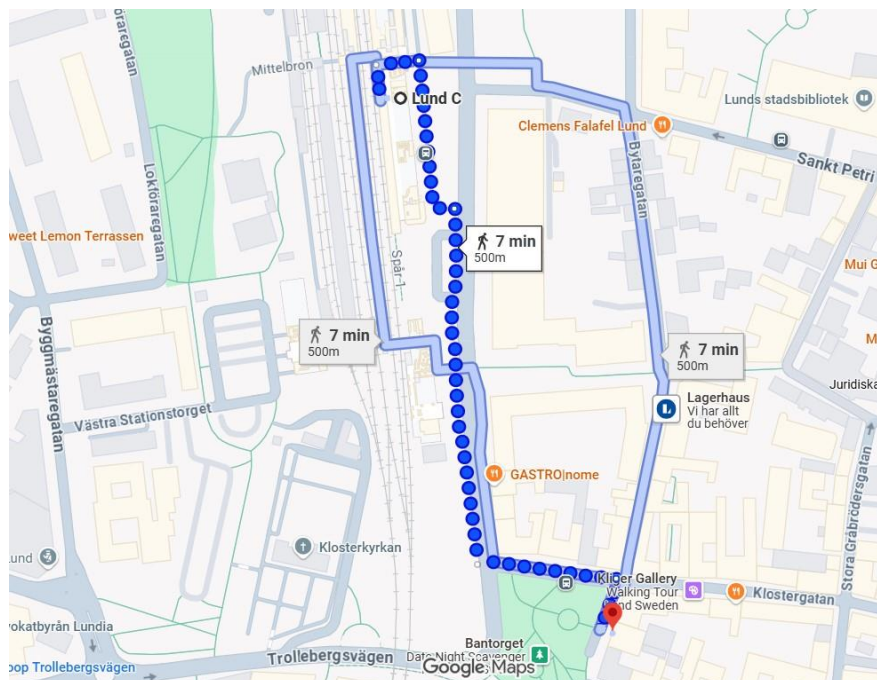 Lokföraregatan
Mittelbron
Lund C
Lunds stadsbibliotek
Clemens Falafel Lund
Bytaregatan
Sankt Petri
Lokföraregatan
weet Lemon Terrassen
7 min
500m
Spår-1
Mui G
Byggmästaregatan
7 min
500m
7 min
500m
M
Juridiska
Lagerhaus
Vi har allt
du behöver
Västra Stationstorget
GASTRO|nome
Stora Gråbrödersgatan
Lund
Klosterkyrkan
Kliger Gallery
Walking Tour
Lund Sweden
Klostergatan
vokatbyrån Lundia
Bantorget
Trollebergsvägen
Date Night Scavenger
Google Maps
oop Trollebergsvägen